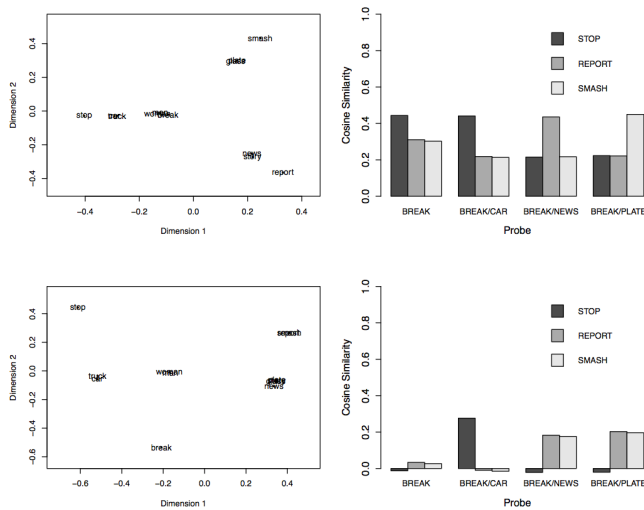 0.4
0.2
0.0
−0.2
−0.4
Dimension 2
smash
plate
stop
truck
break
news
story
report
−0.4 −0.2 0.0 0.2 0.4
Dimension 1
1.0
0.8
0.6
0.4
0.2
0.0
Cosine Similarity
STOP
REPORT
SMASH
BREAK BREAK/CAR BREAK/NEWS BREAK/PLATE
Probe
0.4
0.2
0.0
−0.2
−0.4
−0.6
Dimension 2
stop
truck
car
woman
man
news
break
−0.6 −0.4 −0.2 0.0 0.2 0.4
Dimension 1
1.0
0.8
0.6
0.4
0.2
0.0
Cosine Similarity
STOP
REPORT
SMASH
BREAK BREAK/CAR BREAK/NEWS BREAK/PLATE
Probe